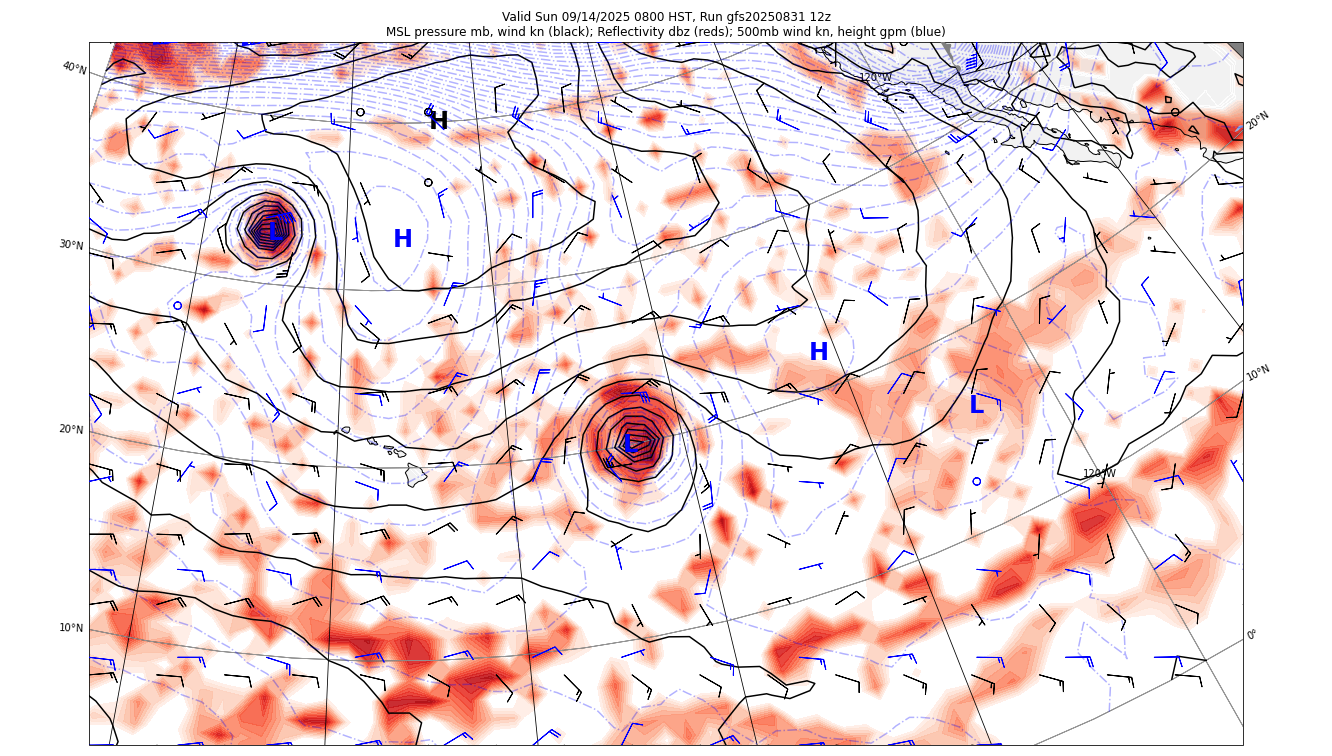 Valid Sun 09/14/2025 0800 HST, Run gfs20250831 12z
MSL pressure mb, wind kn (black); Reflectivity dbz (reds); 500mb wind kn, height gpm (blue)
40°N
120°W
20°N
H
30°N
L
H
H
10°N
20°N
L
L
120°W
10°N
0°